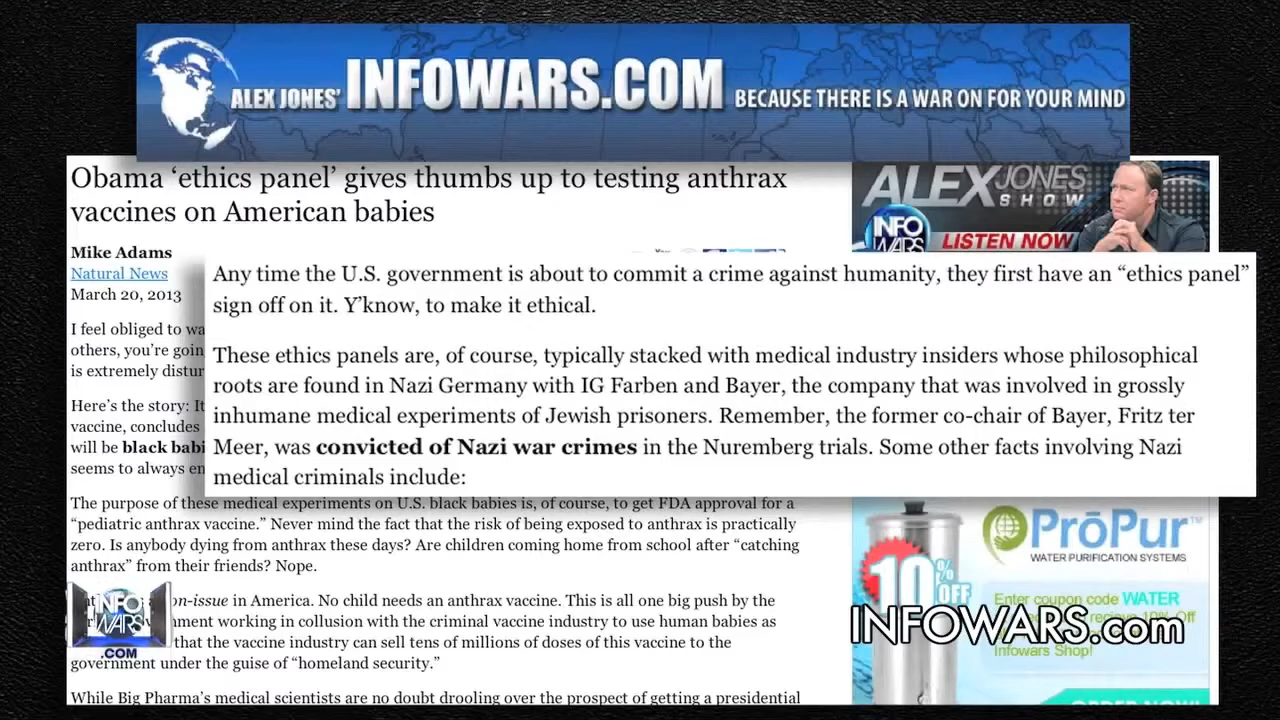 ALEX JONES' INFOWARS.COM BECAUSE THERE IS A WAR ON FOR YOUR MIND
Obama ‘ethics panel’ gives thumbs up to testing anthrax
vaccines on American babies
Mike Adams
Natural News
March 20, 2013
I feel obliged to wa
others, you’re goin
is extremely distur
Here’s the story: It
vaccine, concludes
will be black babi
seems to always en
Any time the U.S. government is about to commit a crime against humanity, they first have an “ethics panel”
sign off on it. Y’know, to make it ethical.
These ethics panels are, of course, typically stacked with medical industry insiders whose philosophical
roots are found in Nazi Germany with IG Farben and Bayer, the company that was involved in grossly
inhumane medical experiments of Jewish prisoners. Remember, the former co-chair of Bayer, Fritz ter
Meer, was convicted of Nazi war crimes in the Nuremberg trials. Some other facts involving Nazi
medical criminals include:
The purpose of these medical experiments on U.S. black babies is, of course, to get FDA approval for a
“pediatric anthrax vaccine.” Never mind the fact that the risk of being exposed to anthrax is practically
zero. Is anybody dying from anthrax these days? Are children coming home from school after “catching
anthrax” from their friends? Nope.
on-issue in America. No child needs an anthrax vaccine. This is all one big push by the
nment working in collusion with the criminal vaccine industry to use human babies as
that the vaccine industry can sell tens of millions of doses of this vaccine to the
government under the guise of “homeland security.”
While Big Pharma’s medical scientists are no doubt drooling over the prospect of getting a presidential
ALEX JONES
SHOW
INFO
WARS
LISTEN NOW
PrōPur™
WATER PURIFICATION SYSTEMS
10% OFF
Enter coupon code WATER
Off
Infowars Shop!
ORDER NOW!
INFO
WARS
.COM
INFOWARS.com